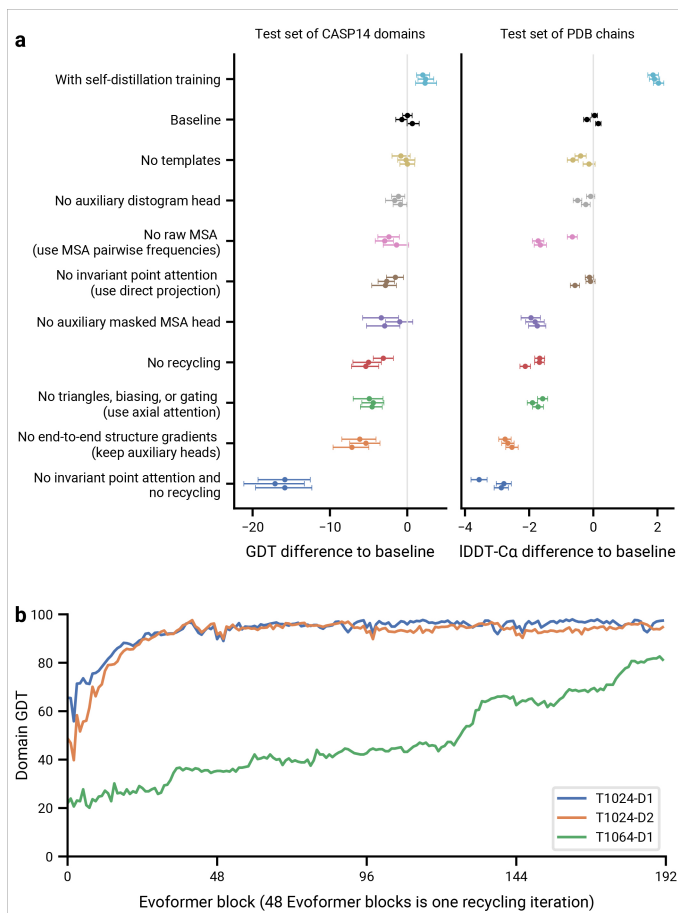 a
Test set of CASP14 domains
Test set of PDB chains
With self-distillation training
Baseline
No templates
No auxiliary distogram head
No raw MSA
(use MSA pairwise frequencies)
No invariant point attention
(use direct projection)
No auxiliary masked MSA head
No recycling
No triangles, biasing, or gating
(use axial attention)
No end-to-end structure gradients
(keep auxiliary heads)
No invariant point attention and
no recycling
−20 −10 0
−4 −2 0 2
GDT difference to baseline
lDDT-Cα difference to baseline
b
100
80
60
40
20
0
Domain GDT
T1024-D1
T1024-D2
T1064-D1
0 48 96 144 192
Evoformer block (48 Evoformer blocks is one recycling iteration)